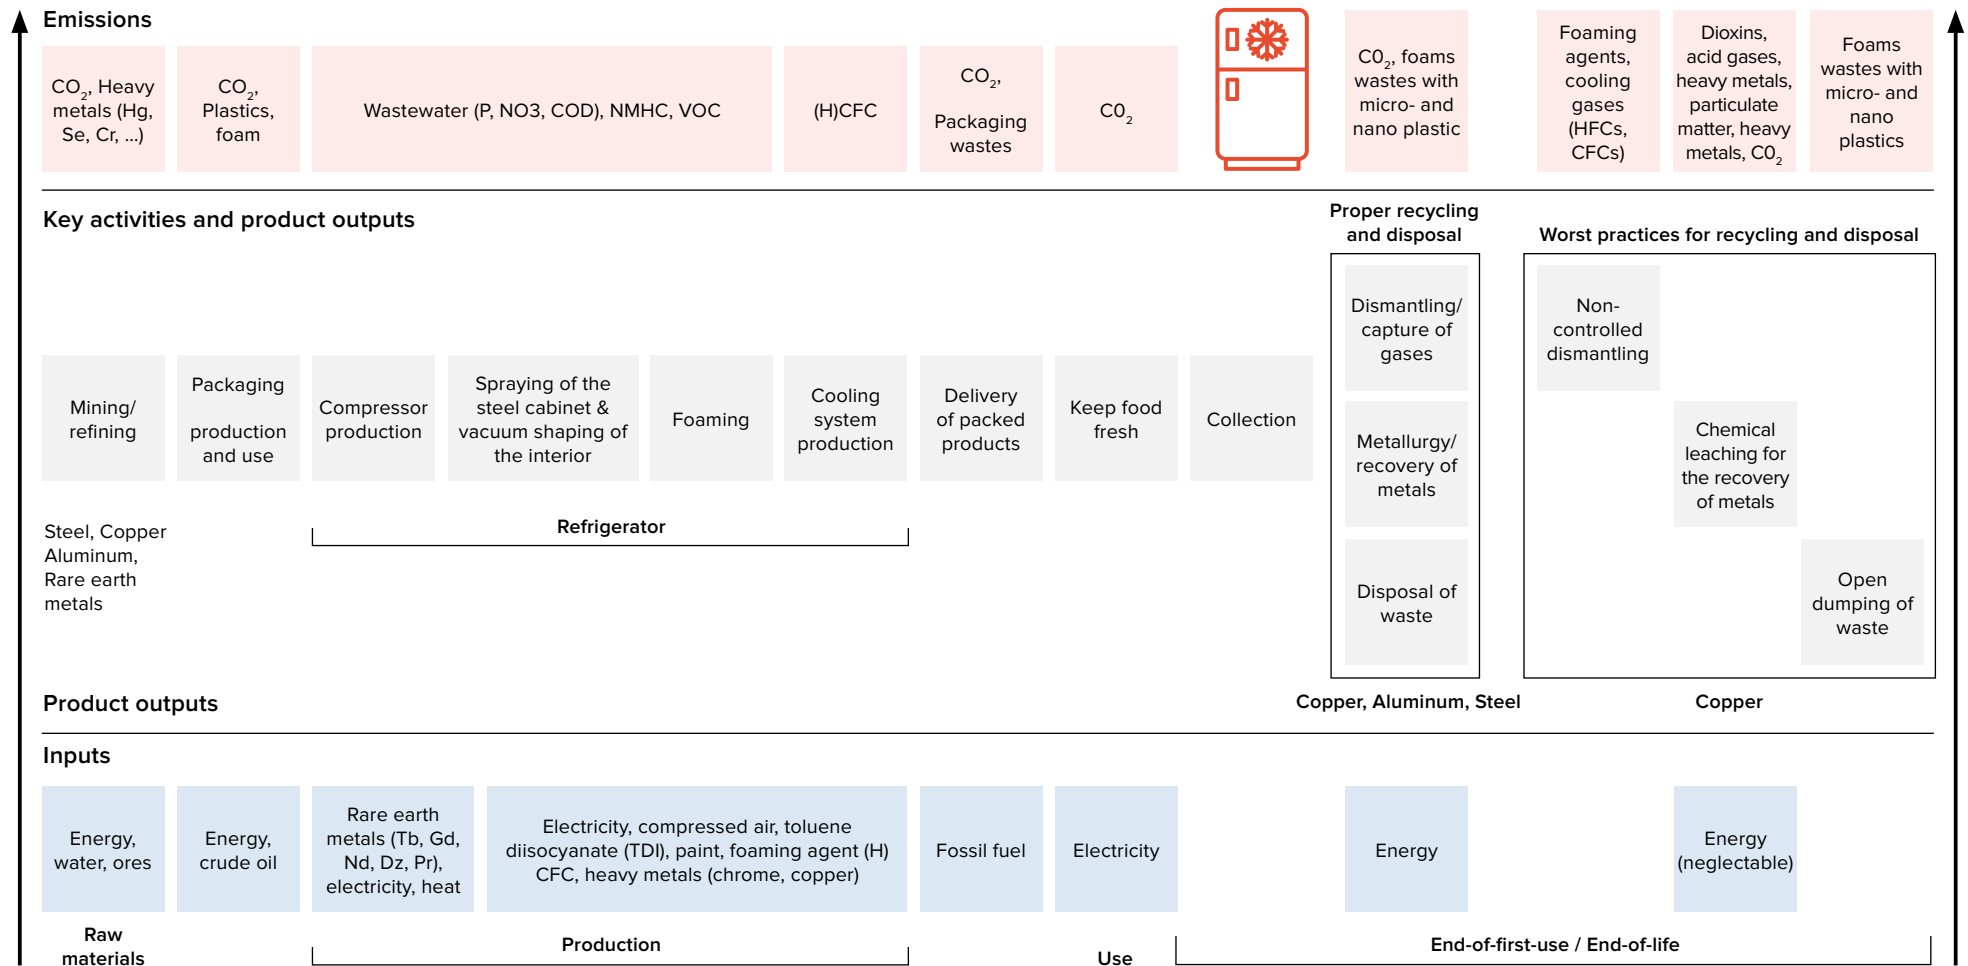 Emissions
CO₂, Heavy
metals (Hg,
Se, Cr, ...)
CO₂,
Plastics,
foam
Wastewater (P, NO3, COD), NMHC, VOC
(H)CFC
CO₂,
Packaging
wastes
C0₂
C0₂, foams
wastes with
micro- and
nano plastic
Foaming
agents,
cooling
gases
(HFCs,
CFCs)
Dioxins,
acid gases,
heavy metals,
particulate
matter, heavy
metals, C0₂
Foams
wastes with
micro- and
nano
plastics
Key activities and product outputs
Proper recycling
and disposal
Worst practices for recycling and disposal
Mining/
refining
Packaging
production
and use
Compressor
production
Spraying of the
steel cabinet &
vacuum shaping of
the interior
Foaming
Cooling
system
production
Delivery
of packed
products
Keep food
fresh
Collection
Dismantling/
capture of
gases
Metallurgy/
recovery of
metals
Disposal of
waste
Non-
controlled
dismantling
Chemical
leaching for
the recovery
of metals
Open
dumping of
waste
Steel, Copper
Aluminum,
Rare earth
metals
Refrigerator
Product outputs
Copper, Aluminum, Steel
Copper
Inputs
Energy,
water, ores
Energy,
crude oil
Rare earth
metals (Tb, Gd,
Nd, Dz, Pr),
electricity, heat
Electricity, compressed air, toluene
diisocyanate (TDI), paint, foaming agent (H)
CFC, heavy metals (chrome, copper)
Fossil fuel
Electricity
Energy
Energy
(neglectable)
Raw
materials
Production
Use
End-of-first-use / End-of-life